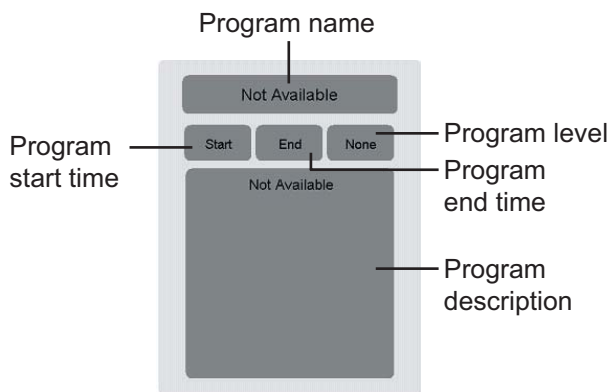 Program name
Not Available
Program
start time
Start
End
None
Program level
Program
end time
Not Available
Program
description